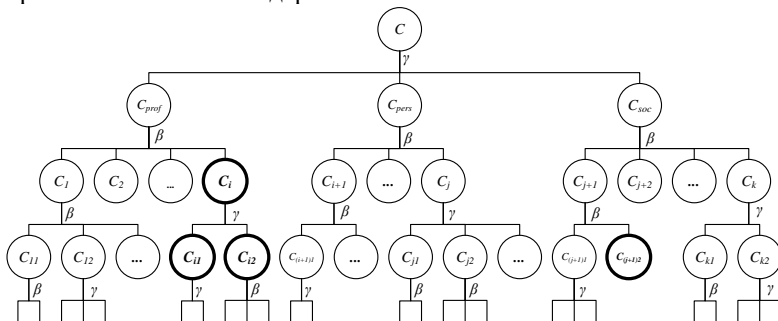 C
γ
C_prof C_pers C_soc
β β β
C_1 C_2 ... C_i C_{i+1} ... C_j C_{j+1} C_{j+2} ... C_k
β γ β γ β γ
C_11 C_12 ... C_i1 C_i2 C_{(i+1)1} ... C_j1 C_j2 ... C_{(j+1)1} C_{(j+1)2} C_k1 C_k2
β γ γ β γ β β γ β γ